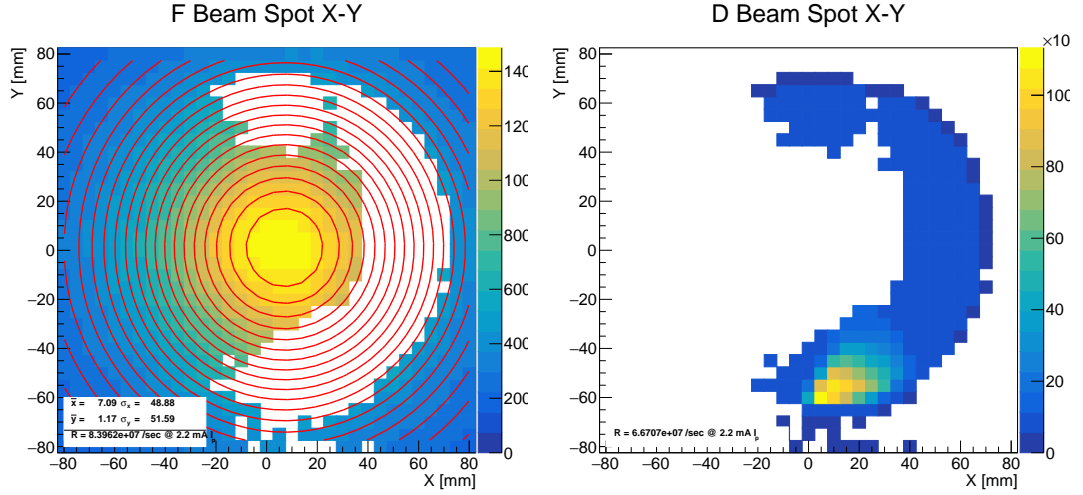 F Beam Spot X-Y
D Beam Spot X-Y
Y [mm]
80
60
40
20
0
−20
−40
−60
−80
−80 −60 −40 −20 0 20 40 60 80
X [mm]
x̅ = 7.09 σx = 48.88
y̅ = 1.17 σy = 51.59
R = 8.3962e+07 /sec @ 2.2 mA Ip
140
120
100
800
600
400
200
0
Y [mm]
80
60
40
20
0
−20
−40
−60
−80
−80 −60 −40 −20 0 20 40 60 80
X [mm]
R = 6.6707e+07 /sec @ 2.2 mA Ip
×10
100
80
60
40
20
0